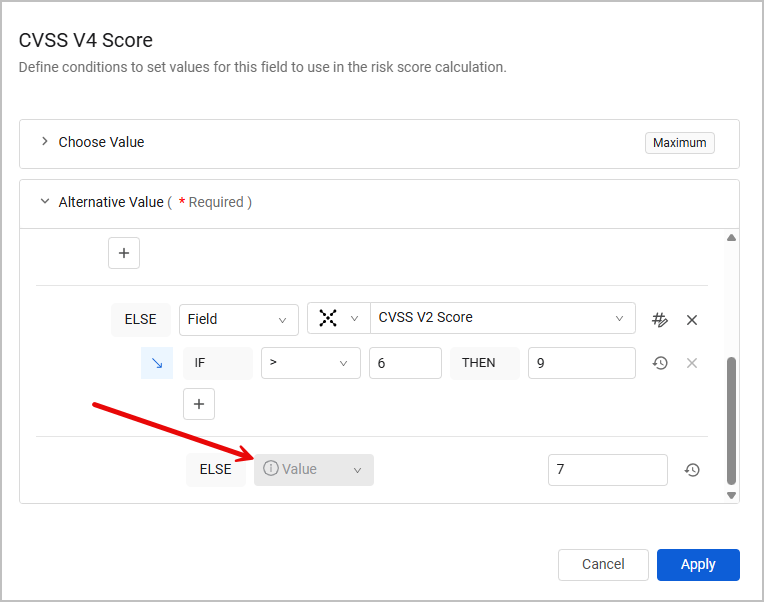 CVSS V4 Score
Define conditions to set values for this field to use in the risk score calculation.
Choose Value Maximum
Alternative Value ( * Required )
+
ELSE Field CVSS V2 Score
IF > 6 THEN 9
+
ELSE Value 7
Cancel Apply